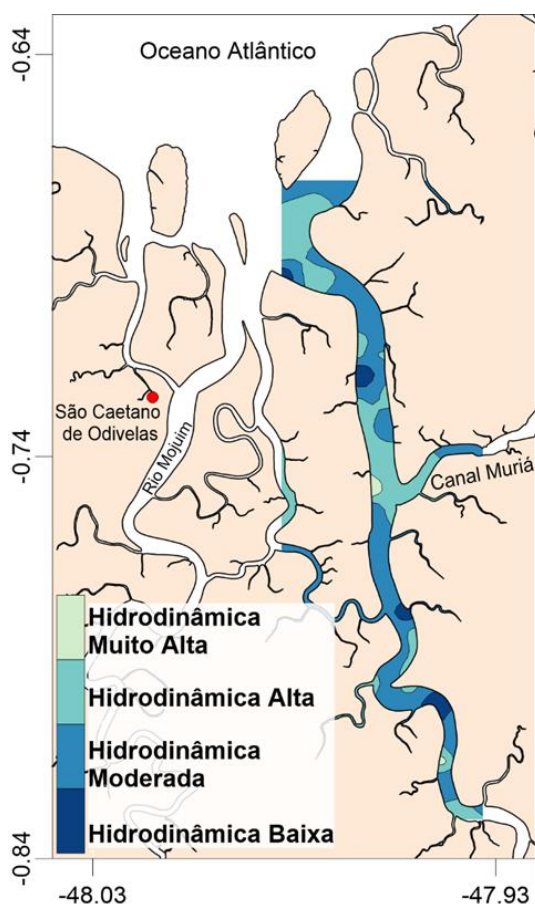 Oceano Atlântico
-0.64
São Caetano
de Odivelas
Rio Mojuim
-0.74
Canal Muriá
Hidrodinâmica
Muito Alta
Hidrodinâmica Alta
Hidrodinâmica
Moderada
Hidrodinâmica Baixa
-0.84
-48.03
-47.93